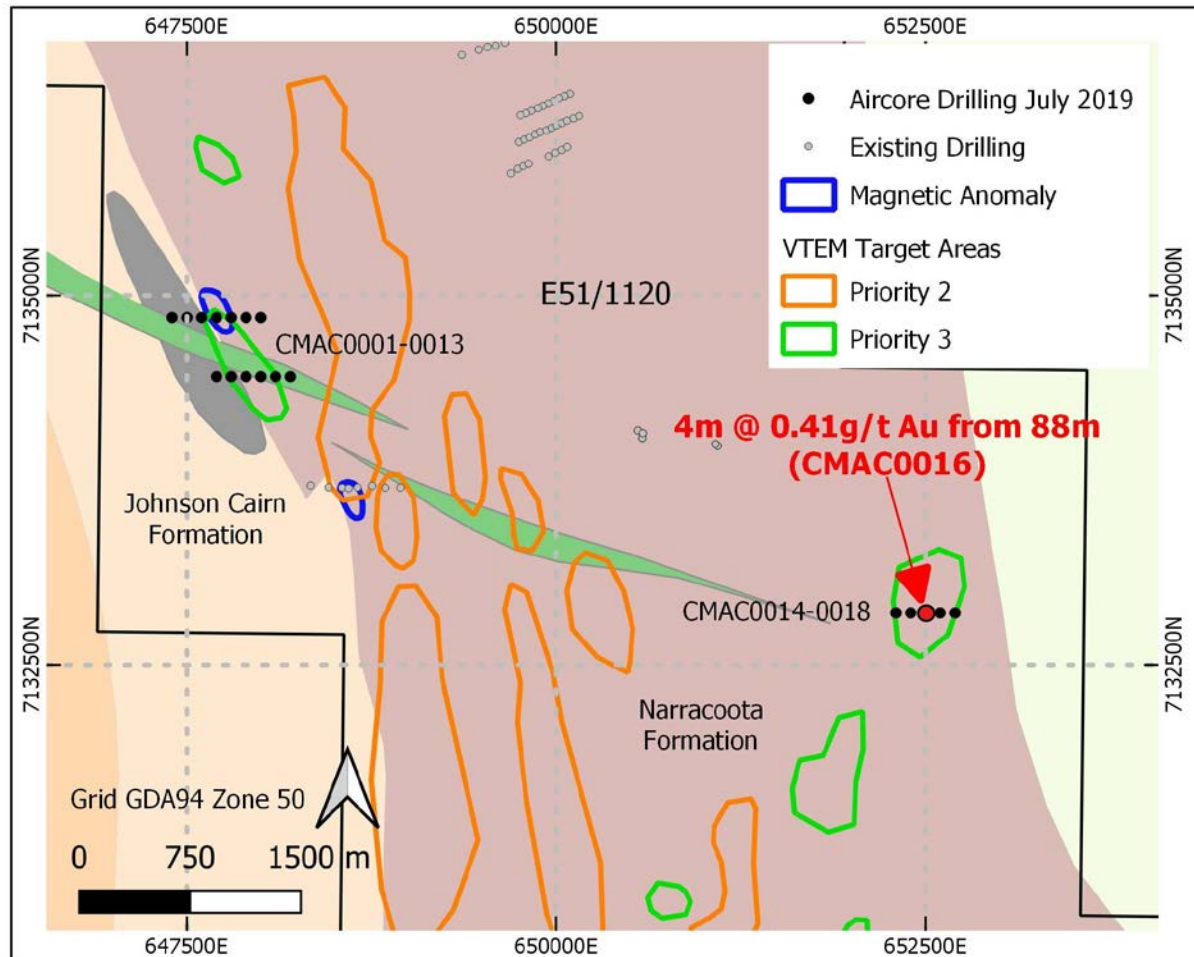 647500E
650000E
652500E
Aircore Drilling July 2019
Existing Drilling
Magnetic Anomaly
VTEM Target Areas
Priority 2
Priority 3
7135000N
7135000N
E51/1120
CMAC0001-0013
4m @ 0.41g/t Au from 88m
(CMAC0016)
Johnson Cairn
Formation
CMAC0014-0018
7132500N
7132500N
Narracoota
Formation
Grid GDA94 Zone 50
0 750 1500 m
647500E
650000E
652500E